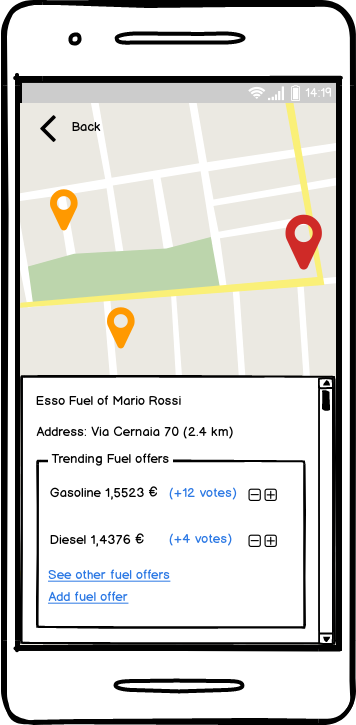 14:19
Back
Esso Fuel of Mario Rossi
Address: Via Cernaia 70 (2.4 km)
Trending Fuel offers
Gasoline 1,5523 € (+12 votes)
Diesel 1,4376 € (+4 votes)
See other fuel offers
Add fuel offer